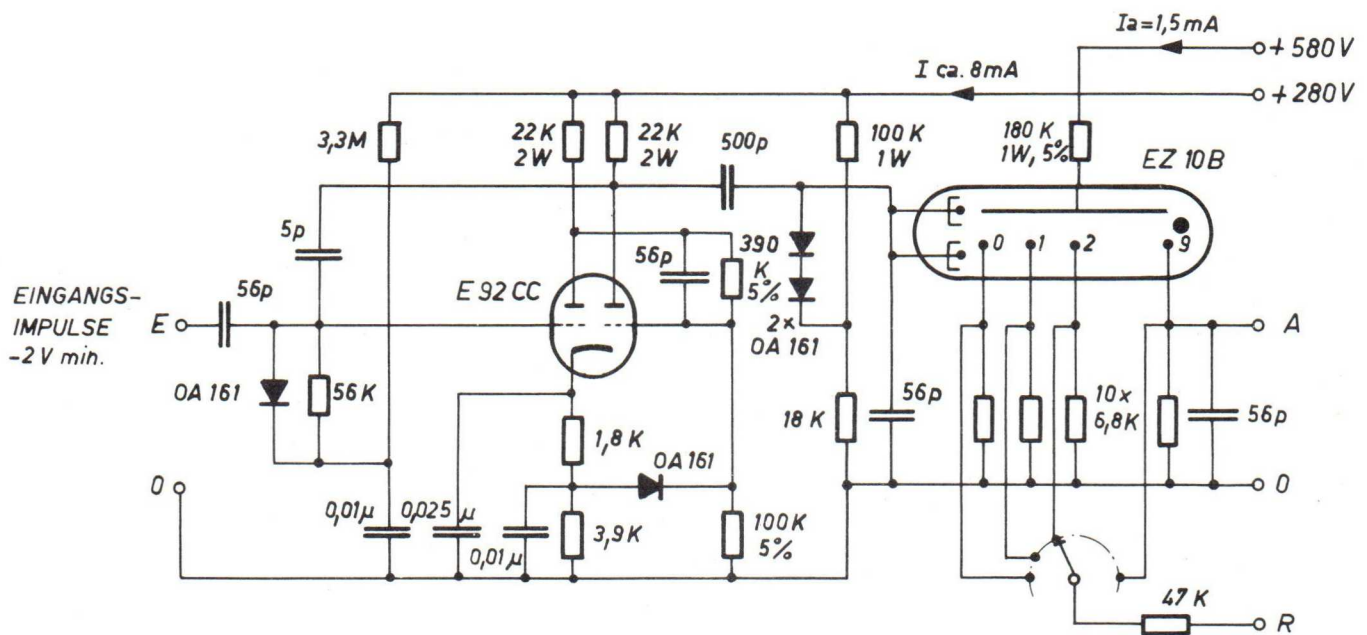 Ia=1,5mA
+580V
I ca. 8mA
+280V
3,3M
22K
2W
22K
2W
500p
100K
1W
180K
1W, 5%
EZ 10B
5p
56p
390
K
5%
2x
OA 161
0
1
2
9
EINGANGS-
IMPULSE
-2V min.
E
56p
E 92 CC
A
OA 161
56K
18K
56p
10x
6,8K
56p
1,8K
OA 161
0
0
0,01µ
0,025µ
0,01µ
3,9K
100K
5%
47K
R